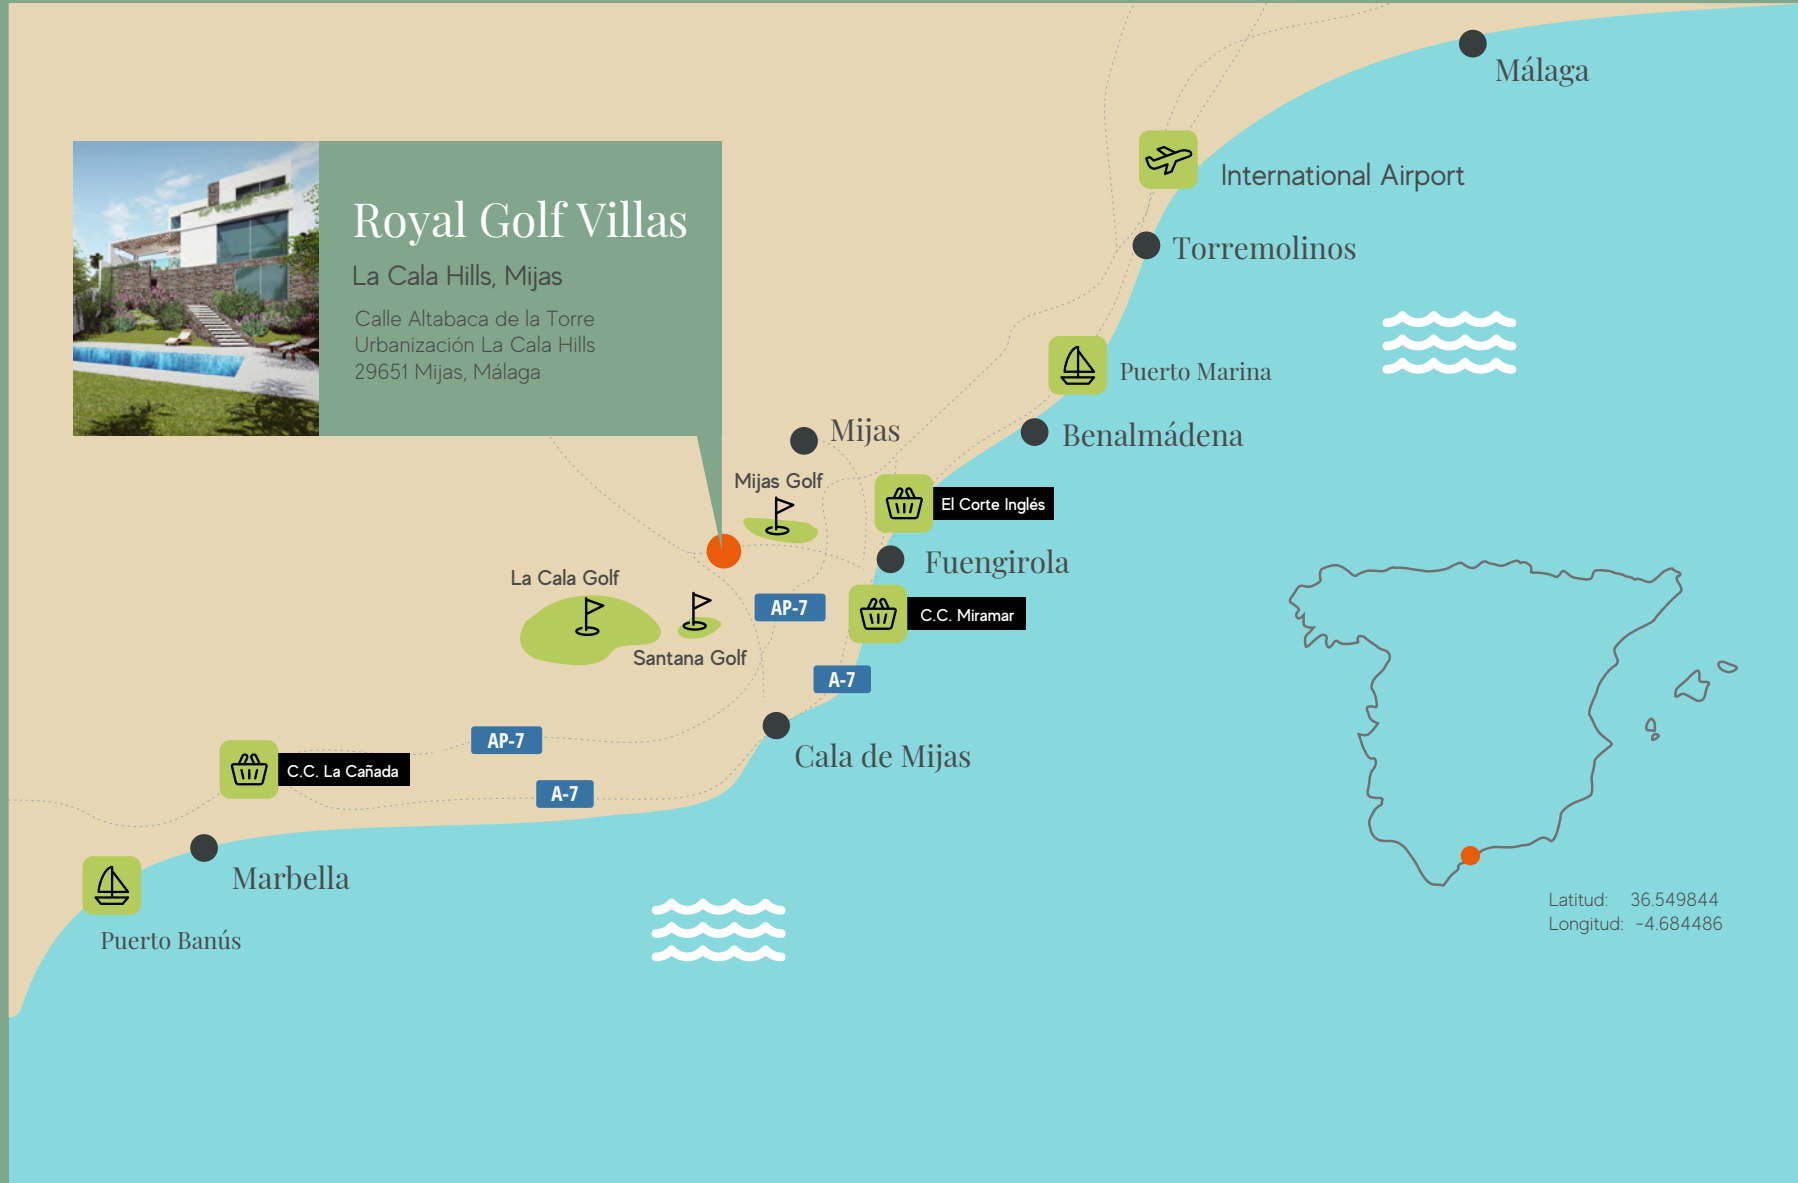 Málaga
International Airport
Royal Golf Villas
La Cala Hills, Mijas
Calle Altabaca de la Torre
Urbanización La Cala Hills
29651 Mijas, Málaga
Torremolinos
Puerto Marina
Mijas
Benalmádena
Mijas Golf
El Corte Inglés
Fuengirola
La Cala Golf
AP-7
C.C. Miramar
Santana Golf
A-7
AP-7
Cala de Mijas
C.C. La Cañada
A-7
Marbella
Puerto Banús
Latitud: 36.549844
Longitud: -4.684486